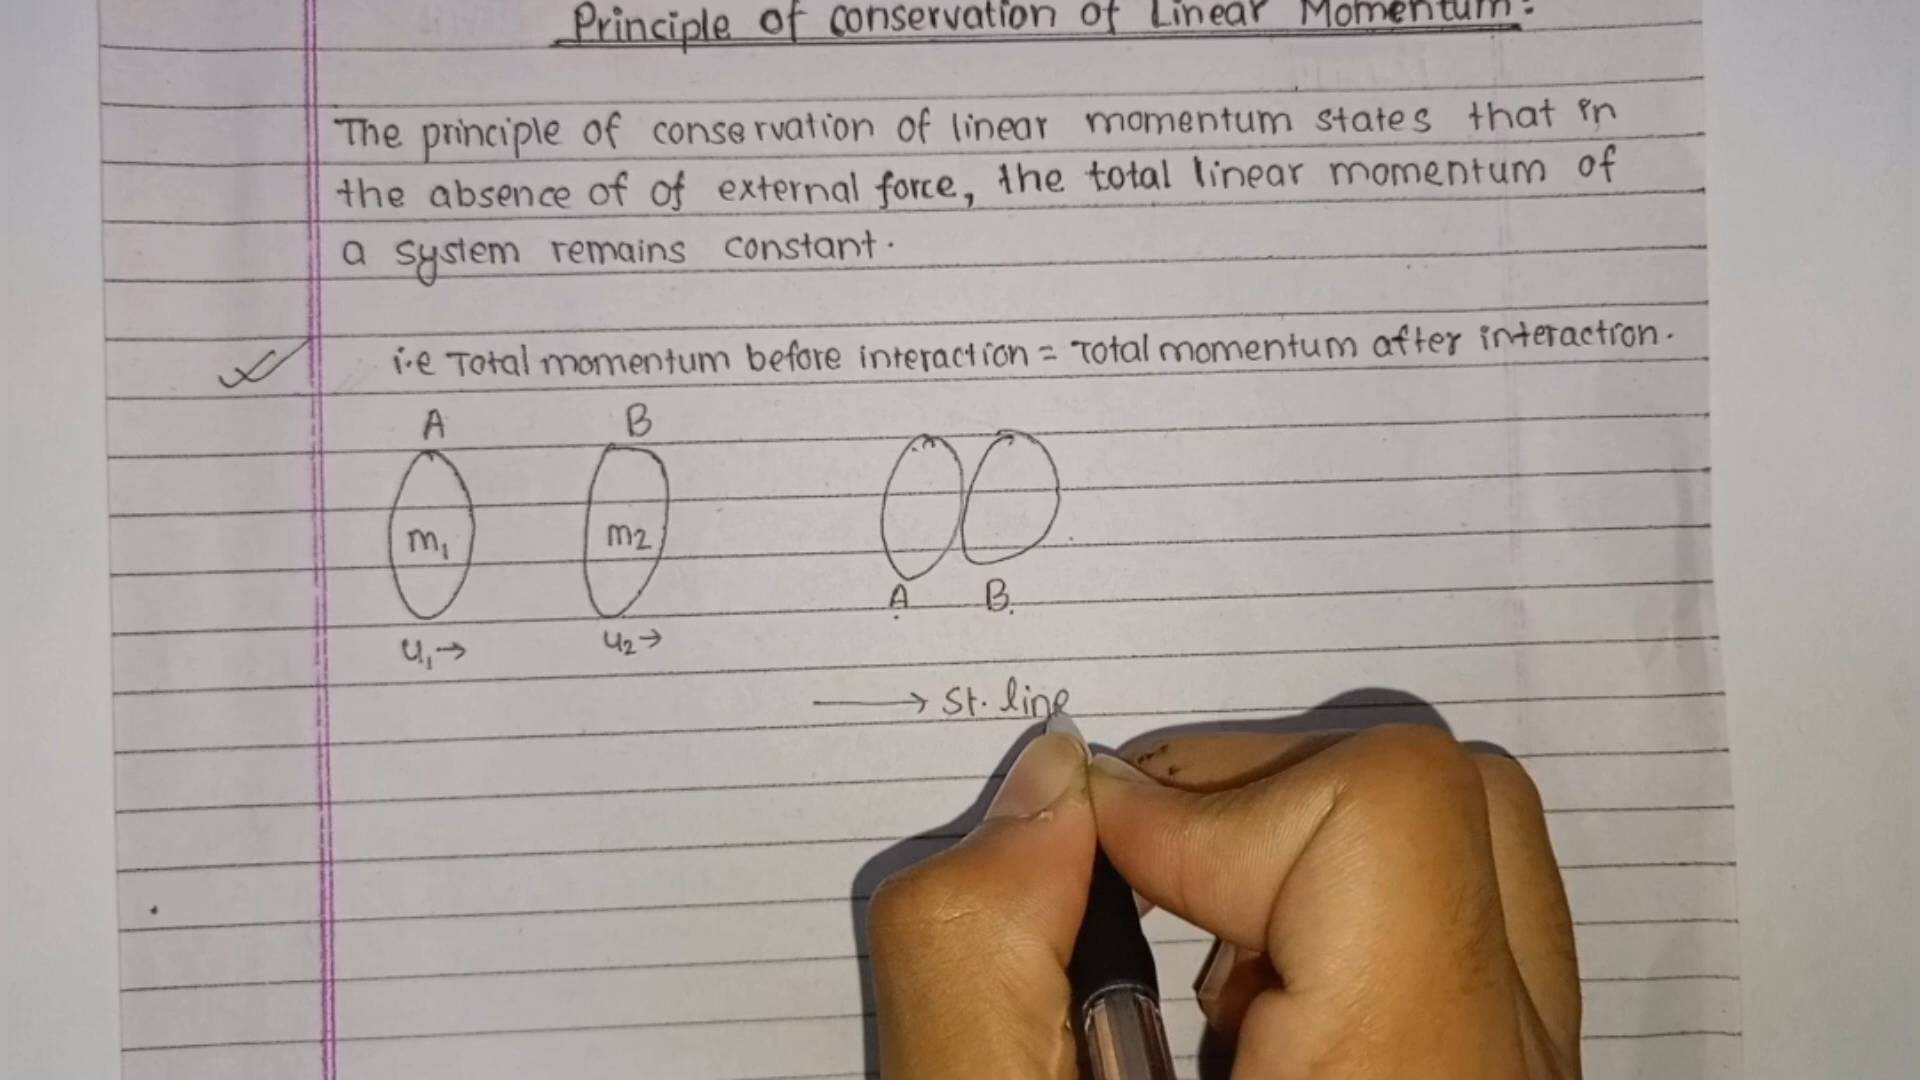 Principle of conservation of Linear Momentum:
The principle of conservation of linear momentum states that in
the absence of of external force, the total linear momentum of
a system remains constant.
i.e Total momentum before interaction = Total momentum after interaction.
A B
m₁ m2
A B.
u₁→ u₂→
→ St. line